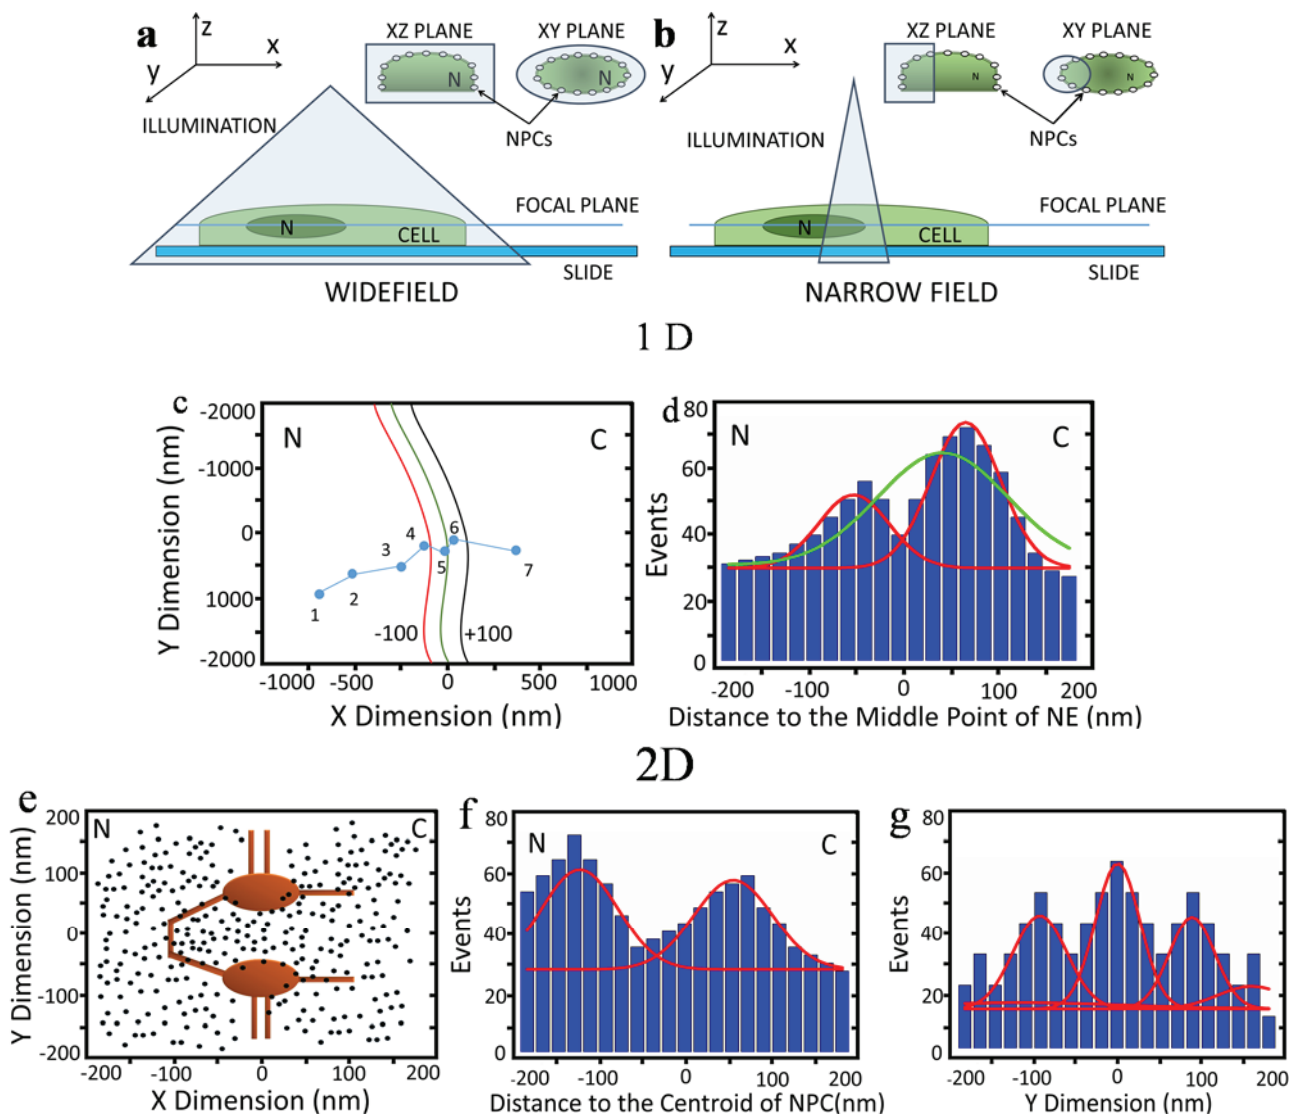 a
z
x
y
XZ PLANE
XY PLANE
N
N
NPCs
ILLUMINATION
FOCAL PLANE
N
CELL
SLIDE
WIDEFIELD
b
z
x
y
XZ PLANE
XY PLANE
N
N
NPCs
ILLUMINATION
FOCAL PLANE
N
CELL
SLIDE
NARROW FIELD
1 D
c
N
C
Y Dimension (nm)
-2000
-1000
0
1000
-2000
1
2
3
4
5
6
7
-100
+100
-1000 -500 0 500 1000
X Dimension (nm)
d
N
C
Events
80
60
40
20
0
-200 -100 0 100 200
Distance to the Middle Point of NE (nm)
2D
e
N
C
Y Dimension (nm)
200
100
0
-100
-200
-200 -100 0 100 200
X Dimension (nm)
f
N
C
Events
80
60
40
20
0
-200 -100 0 100 200
Distance to the Centroid of NPC(nm)
g
Events
80
60
40
20
0
-200 -100 0 100 200
Y Dimension (nm)